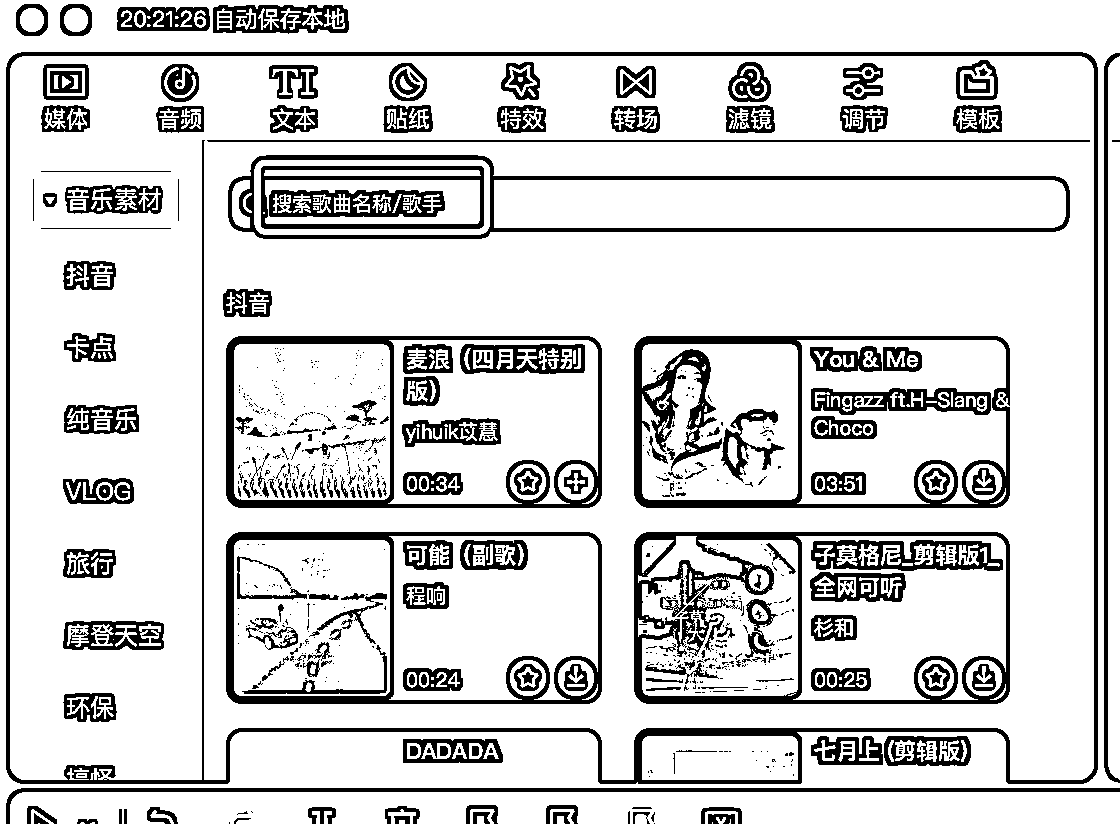 20:21:26 自动保存本地
媒体 音频 文本 贴纸 特效 转场 滤镜 调节 模板
音乐素材
抖音
卡点
纯音乐
VLOG
旅行
摩登天空
环保
搞怪
搜索歌曲名称/歌手
抖音
麦浪（四月天特别
版）
yihuik苡慧
00:34
You & Me
Fingazz ft.H-Slang &
Choco
03:51
可能（副歌）
程响
00:24
子莫格尼_剪辑版1_
全网可听
杉和
00:25
DADADA
七月上 (剪辑版)